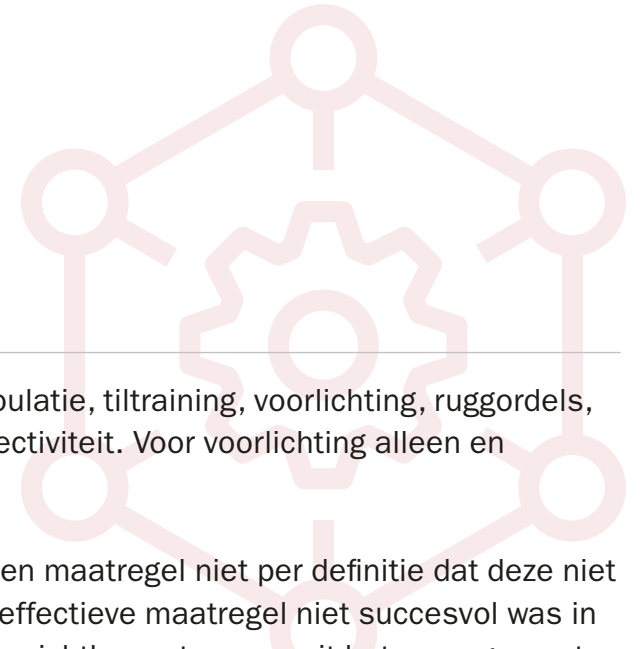 pulatie, tiltraining, voorlichting, ruggordels,
ectiviteit. Voor voorlichting alleen en
en maatregel niet per definitie dat deze niet
effectieve maatregel niet succesvol was in